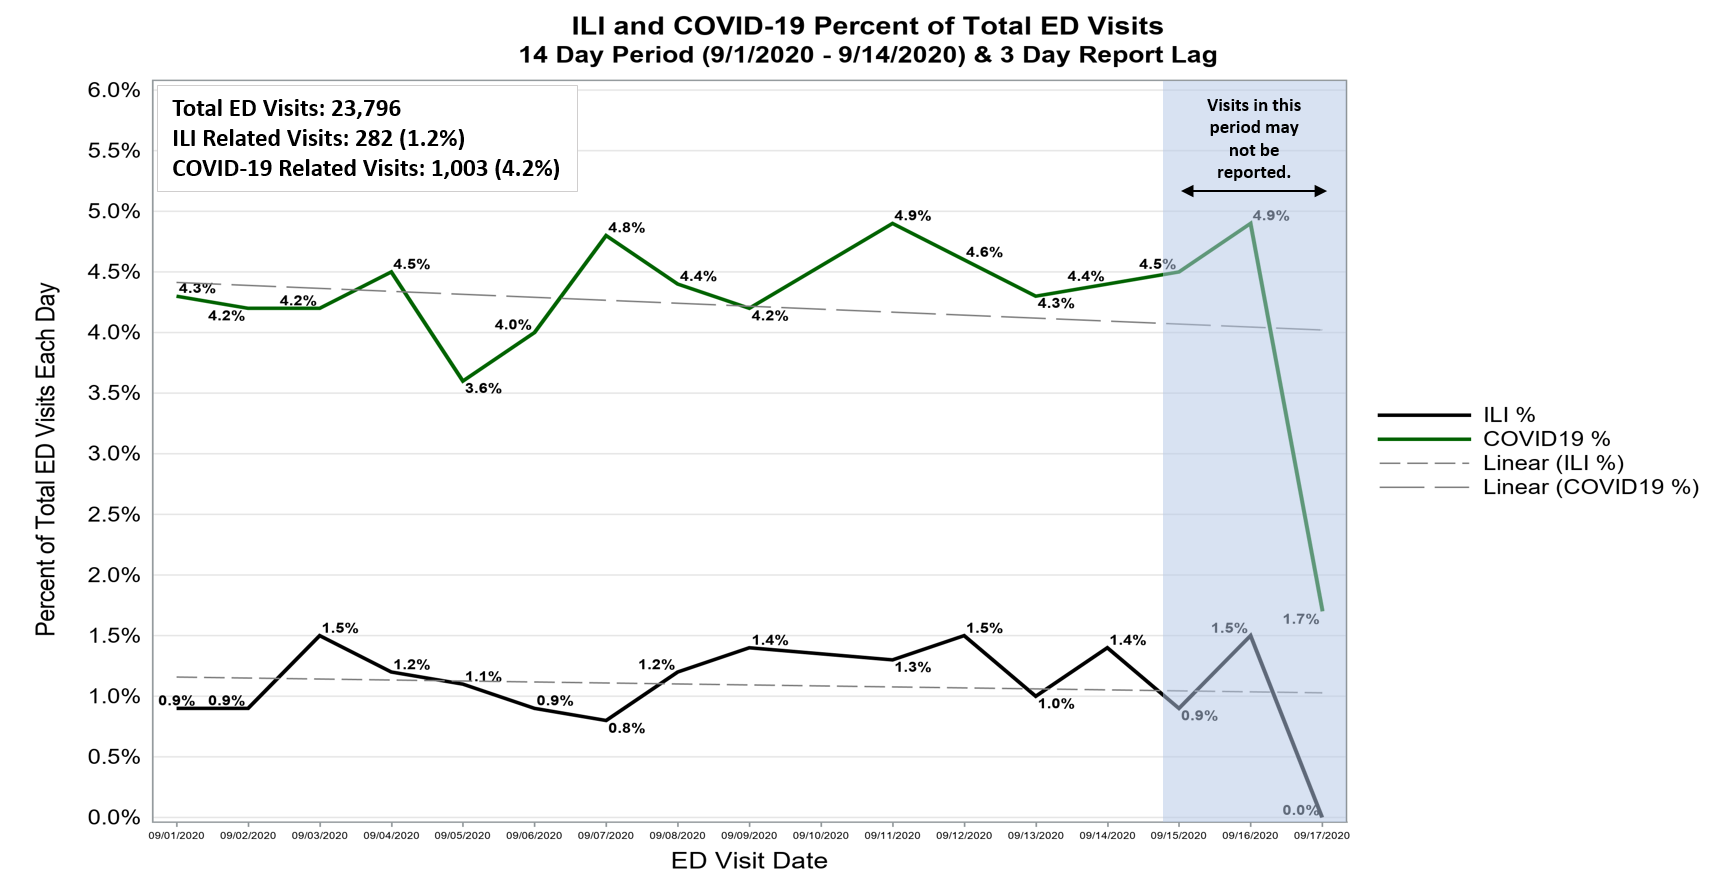 ILI and COVID-19 Percent of Total ED Visits
14 Day Period (9/1/2020 - 9/14/2020) & 3 Day Report Lag
Total ED Visits: 23,796
ILI Related Visits: 282 (1.2%)
COVID-19 Related Visits: 1,003 (4.2%)
Visits in this
period may
not be
reported.
Percent of Total ED Visits Each Day
6.0%
5.5%
5.0%
4.5%
4.0%
3.5%
3.0%
2.5%
2.0%
1.5%
1.0%
0.5%
0.0%
4.3%
4.2%
4.2%
4.5%
3.6%
4.0%
4.8%
4.4%
4.2%
4.9%
4.6%
4.3%
4.4%
4.5%
4.9%
1.7%
0.9%
0.9%
1.5%
1.2%
1.1%
0.9%
0.8%
1.2%
1.4%
1.3%
1.5%
1.0%
1.4%
0.9%
1.5%
0.0%
09/01/2020 09/02/2020 09/03/2020 09/04/2020 09/05/2020 09/06/2020 09/07/2020 09/08/2020 09/09/2020 09/10/2020 09/11/2020 09/12/2020 09/13/2020 09/14/2020 09/15/2020 09/16/2020 09/17/2020
ED Visit Date
ILI %
COVID19 %
Linear (ILI %)
Linear (COVID19 %)